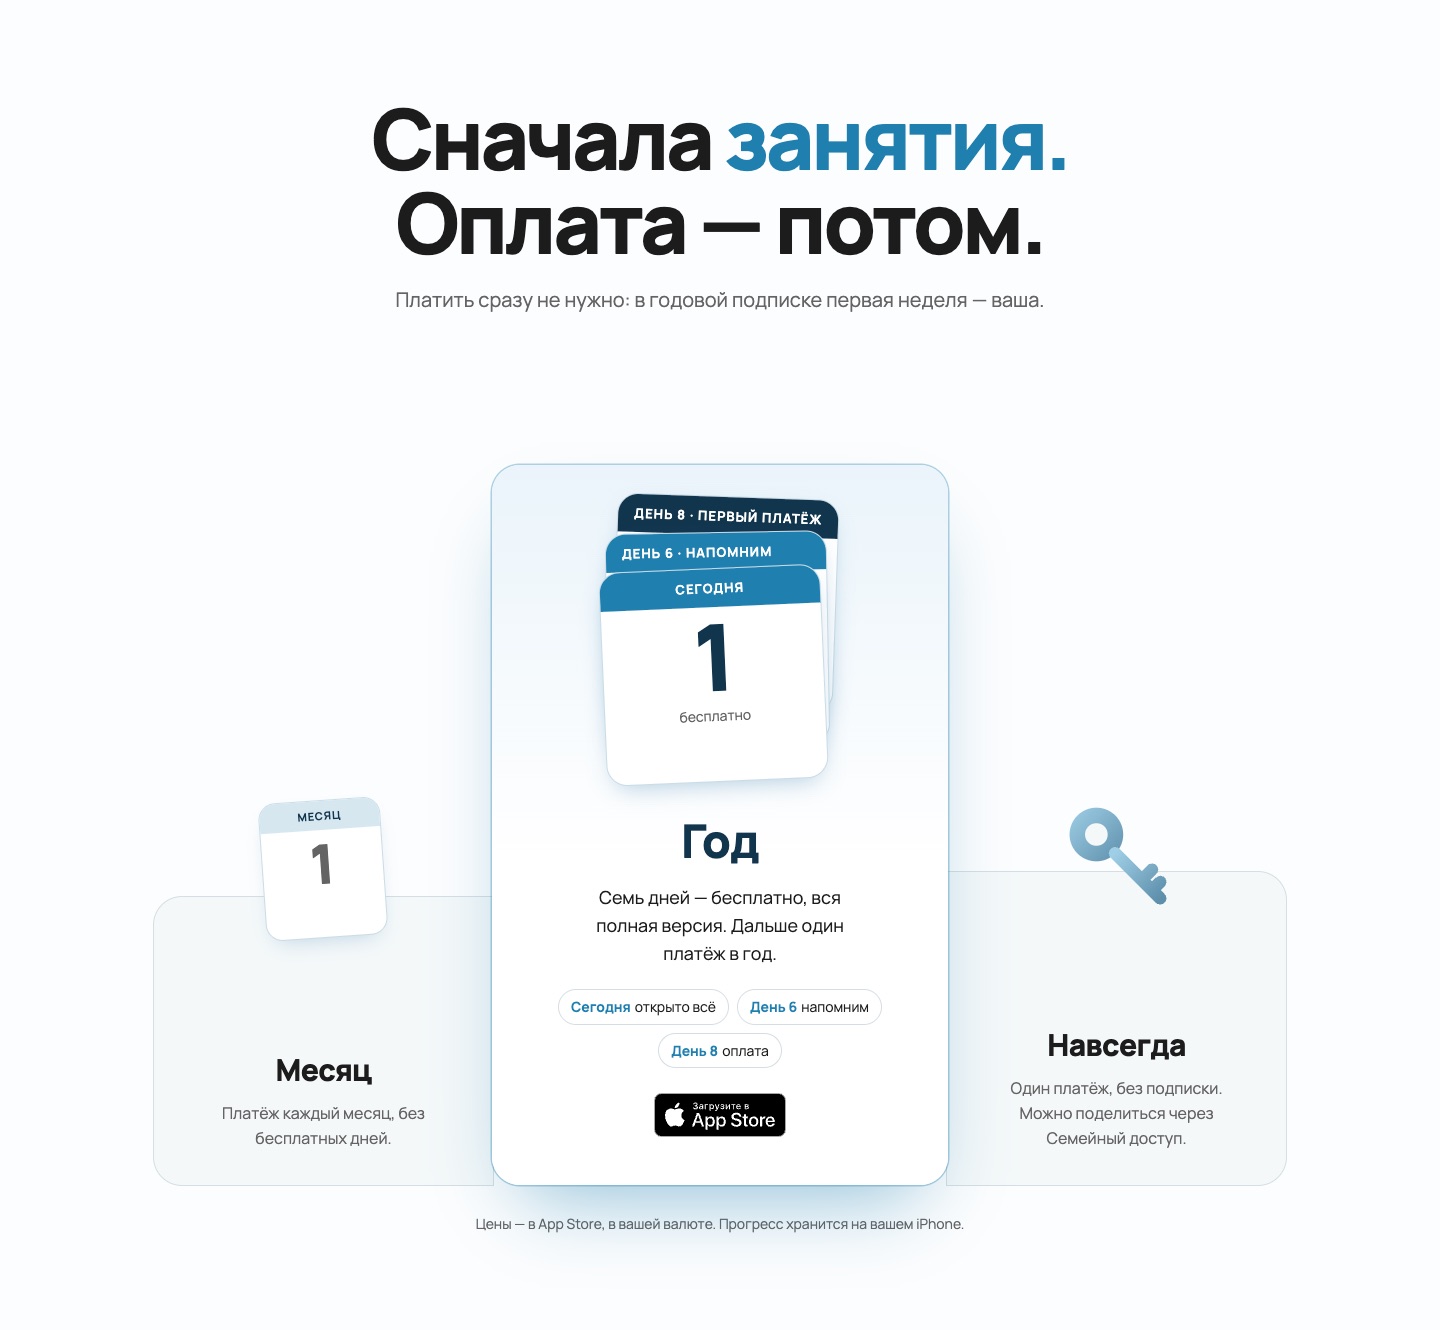 Сначала занятия.
Оплата — потом.
Платить сразу не нужно: в годовой подписке первая неделя — ваша.
ДЕНЬ 8 · ПЕРВЫЙ ПЛАТЁЖ
ДЕНЬ 6 · НАПОМНИМ
СЕГОДНЯ
1
бесплатно
Год
Семь дней — бесплатно, вся
полная версия. Дальше один
платёж в год.
Сегодня открыто всё
День 6 напомним
День 8 оплата
Загрузите в
App Store
МЕСЯЦ
1
Месяц
Платёж каждый месяц, без
бесплатных дней.
Навсегда
Один платёж, без подписки.
Можно поделиться через
Семейный доступ.
Цены — в App Store, в вашей валюте. Прогресс хранится на вашем iPhone.